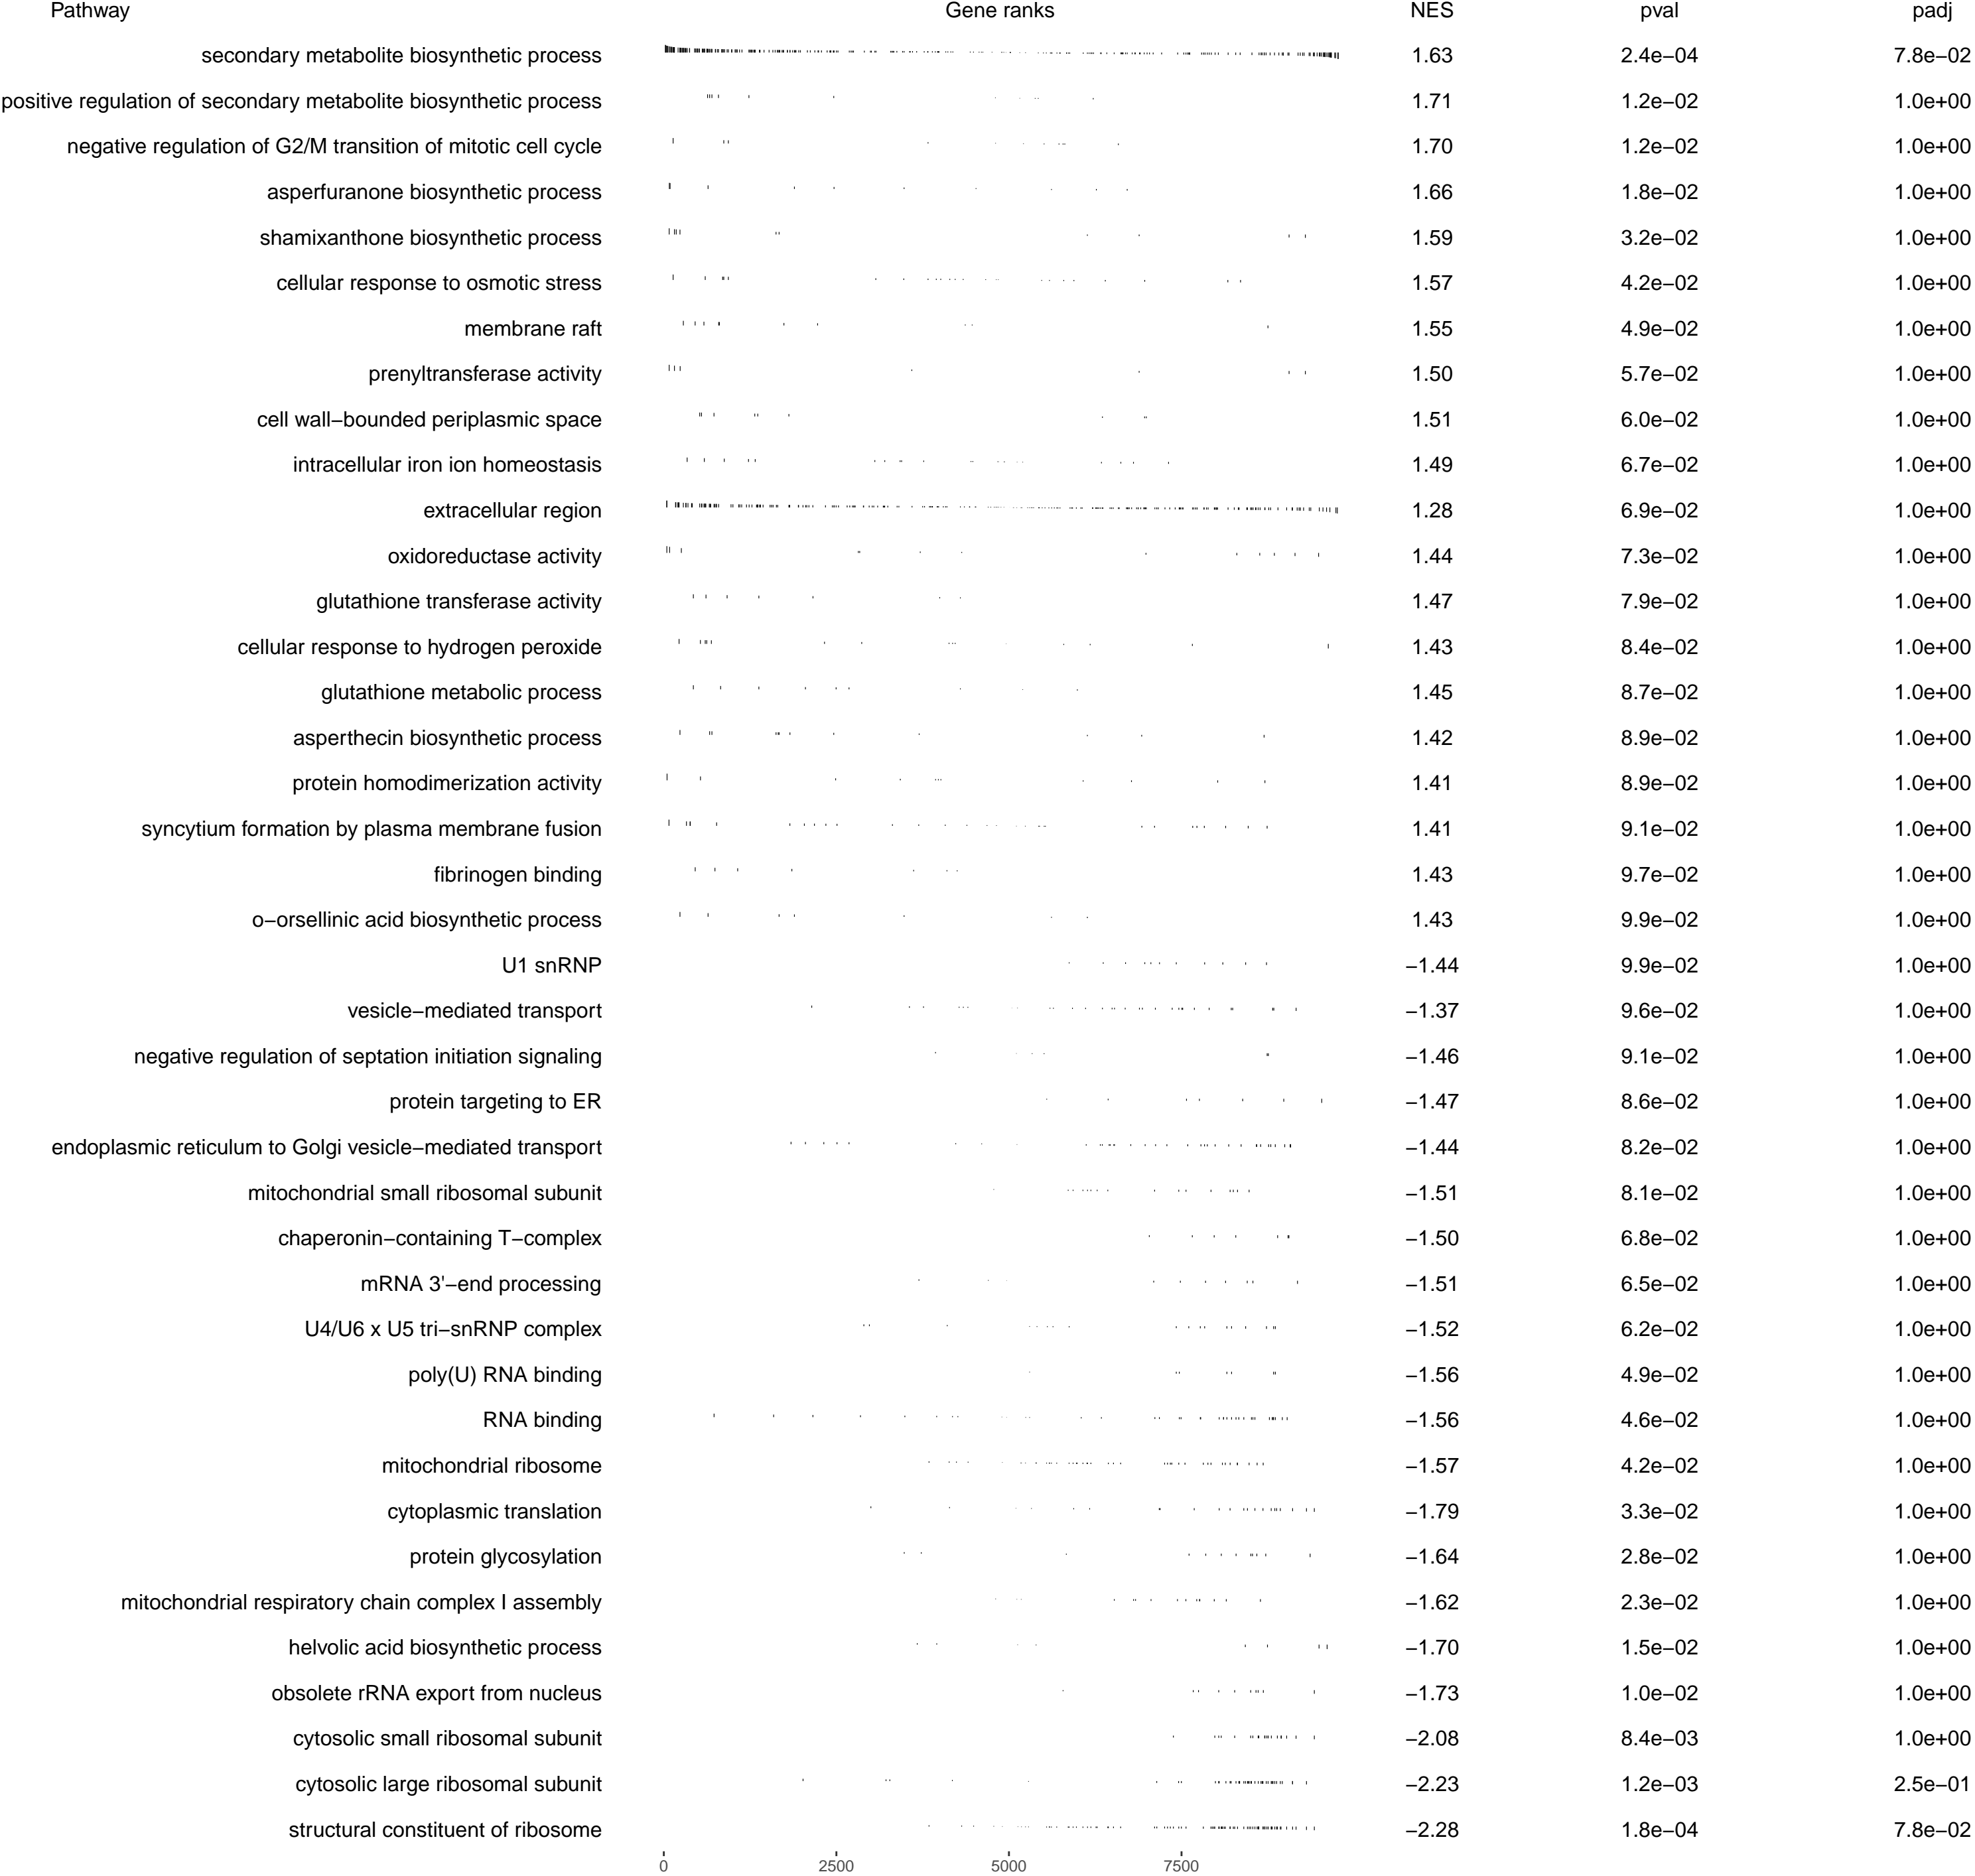 Pathway Gene ranks NES pval padj
secondary metabolite biosynthetic process 1.63 2.4e−04 7.8e−02
positive regulation of secondary metabolite biosynthetic process 1.71 1.2e−02 1.0e+00
negative regulation of G2/M transition of mitotic cell cycle 1.70 1.2e−02 1.0e+00
asperfuranone biosynthetic process 1.66 1.8e−02 1.0e+00
shamixanthone biosynthetic process 1.59 3.2e−02 1.0e+00
cellular response to osmotic stress 1.57 4.2e−02 1.0e+00
membrane raft 1.55 4.9e−02 1.0e+00
prenyltransferase activity 1.50 5.7e−02 1.0e+00
cell wall−bounded periplasmic space 1.51 6.0e−02 1.0e+00
intracellular iron ion homeostasis 1.49 6.7e−02 1.0e+00
extracellular region 1.28 6.9e−02 1.0e+00
oxidoreductase activity 1.44 7.3e−02 1.0e+00
glutathione transferase activity 1.47 7.9e−02 1.0e+00
cellular response to hydrogen peroxide 1.43 8.4e−02 1.0e+00
glutathione metabolic process 1.45 8.7e−02 1.0e+00
asperthecin biosynthetic process 1.42 8.9e−02 1.0e+00
protein homodimerization activity 1.41 8.9e−02 1.0e+00
syncytium formation by plasma membrane fusion 1.41 9.1e−02 1.0e+00
fibrinogen binding 1.43 9.7e−02 1.0e+00
o−orsellinic acid biosynthetic process 1.43 9.9e−02 1.0e+00
U1 snRNP −1.44 9.9e−02 1.0e+00
vesicle−mediated transport −1.37 9.6e−02 1.0e+00
negative regulation of septation initiation signaling −1.46 9.1e−02 1.0e+00
protein targeting to ER −1.47 8.6e−02 1.0e+00
endoplasmic reticulum to Golgi vesicle−mediated transport −1.44 8.2e−02 1.0e+00
mitochondrial small ribosomal subunit −1.51 8.1e−02 1.0e+00
chaperonin−containing T−complex −1.50 6.8e−02 1.0e+00
mRNA 3'−end processing −1.51 6.5e−02 1.0e+00
U4/U6 x U5 tri−snRNP complex −1.52 6.2e−02 1.0e+00
poly(U) RNA binding −1.56 4.9e−02 1.0e+00
RNA binding −1.56 4.6e−02 1.0e+00
mitochondrial ribosome −1.57 4.2e−02 1.0e+00
cytoplasmic translation −1.79 3.3e−02 1.0e+00
protein glycosylation −1.64 2.8e−02 1.0e+00
mitochondrial respiratory chain complex I assembly −1.62 2.3e−02 1.0e+00
helvolic acid biosynthetic process −1.70 1.5e−02 1.0e+00
obsolete rRNA export from nucleus −1.73 1.0e−02 1.0e+00
cytosolic small ribosomal subunit −2.08 8.4e−03 1.0e+00
cytosolic large ribosomal subunit −2.23 1.2e−03 2.5e−01
structural constituent of ribosome −2.28 1.8e−04 7.8e−02
0 2500 5000 7500